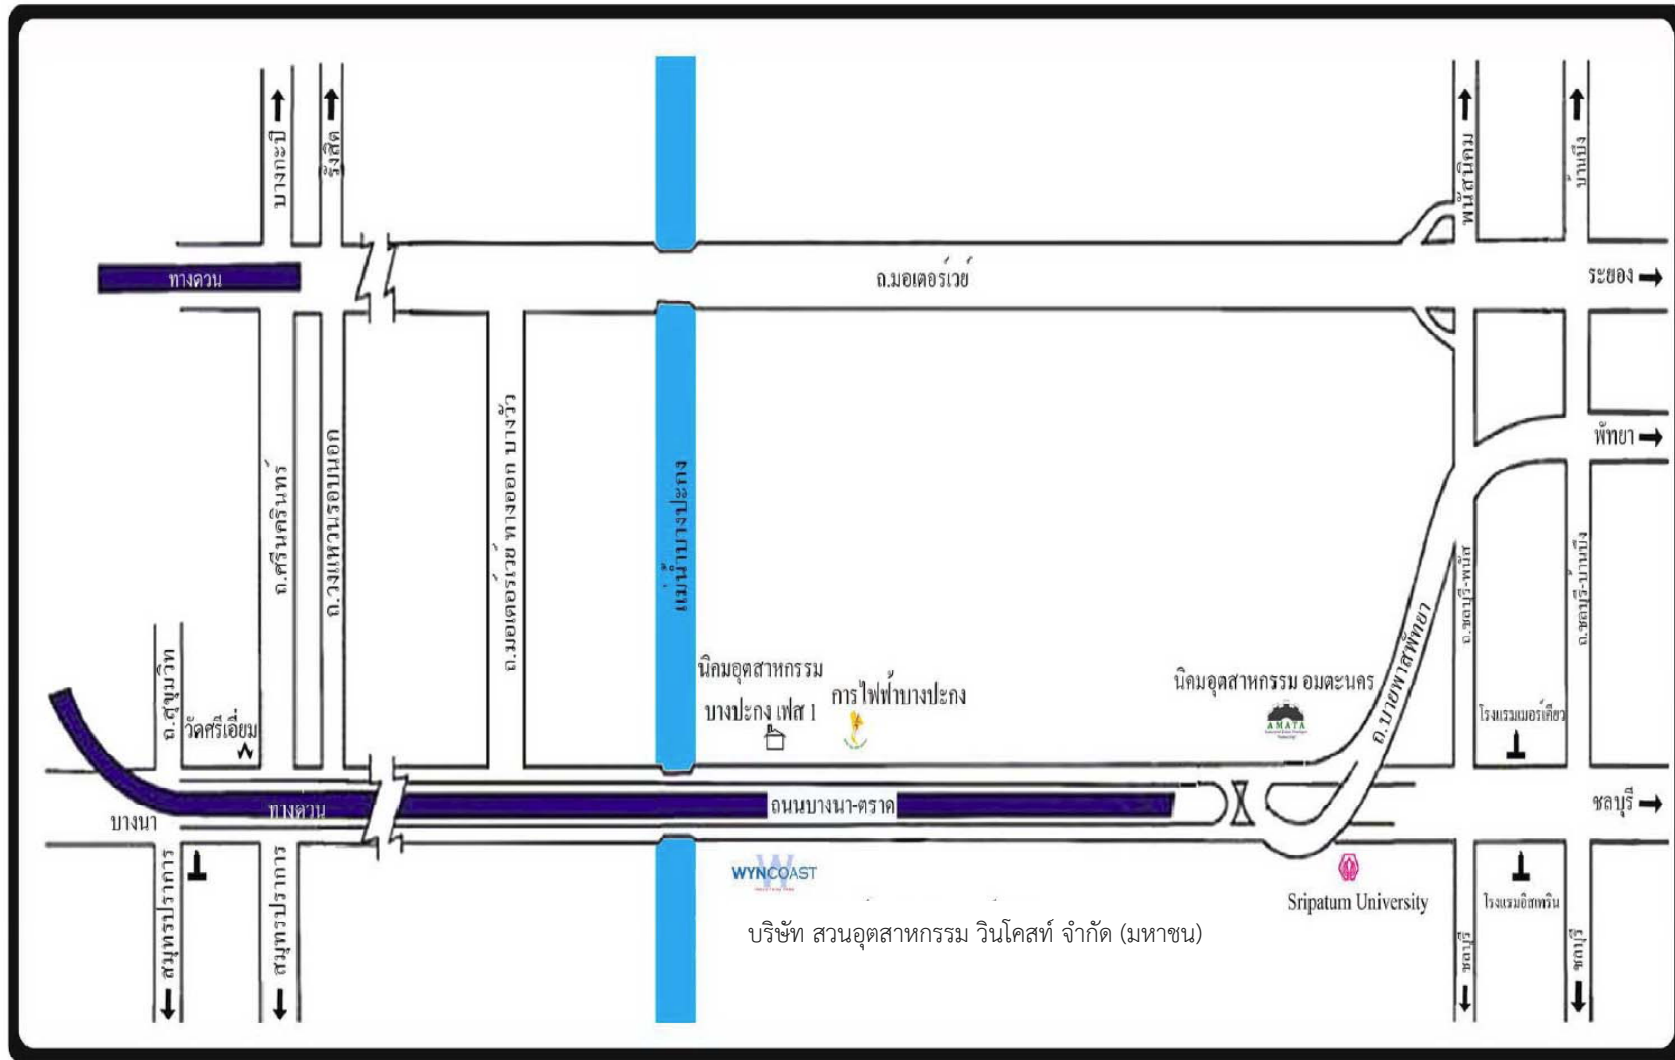 บางกะปิ
รังสิต
พนัสนิคม
บ้านบึง
ทางด่วน
ถ.มอเตอร์เวย์
ระยอง
พัทยา
ถ.ศรีนครินทร์
ถ.วงแหวนรอบนอก
ถ.มอเตอร์เวย์ ทางออก บางวัว
แม่น้ำบางปะกง
ถ.ชลบุรี-พนัส
ถ.ชลบุรี-บ้านบึง
ถ.บายพาสพัทยา
ถ.สุขุมวิท
วัดศรีเอี่ยม
นิคมอุตสาหกรรม
บางปะกง เฟส 1
การไฟฟ้าบางปะกง
นิคมอุตสาหกรรม อมตะนคร
AMATA
โรงแรมเมอร์เคียว
บางนา
ทางด่วน
ถนนบางนา-ตราด
ชลบุรี
สมุทรปราการ
สมุทรปราการ
WYNCOAST
บริษัท สวนอุตสาหกรรม วินโคสท์ จำกัด (มหาชน)
Sripatum University
โรงแรมอิสเทริน
ชลบุรี
ชลบุรี